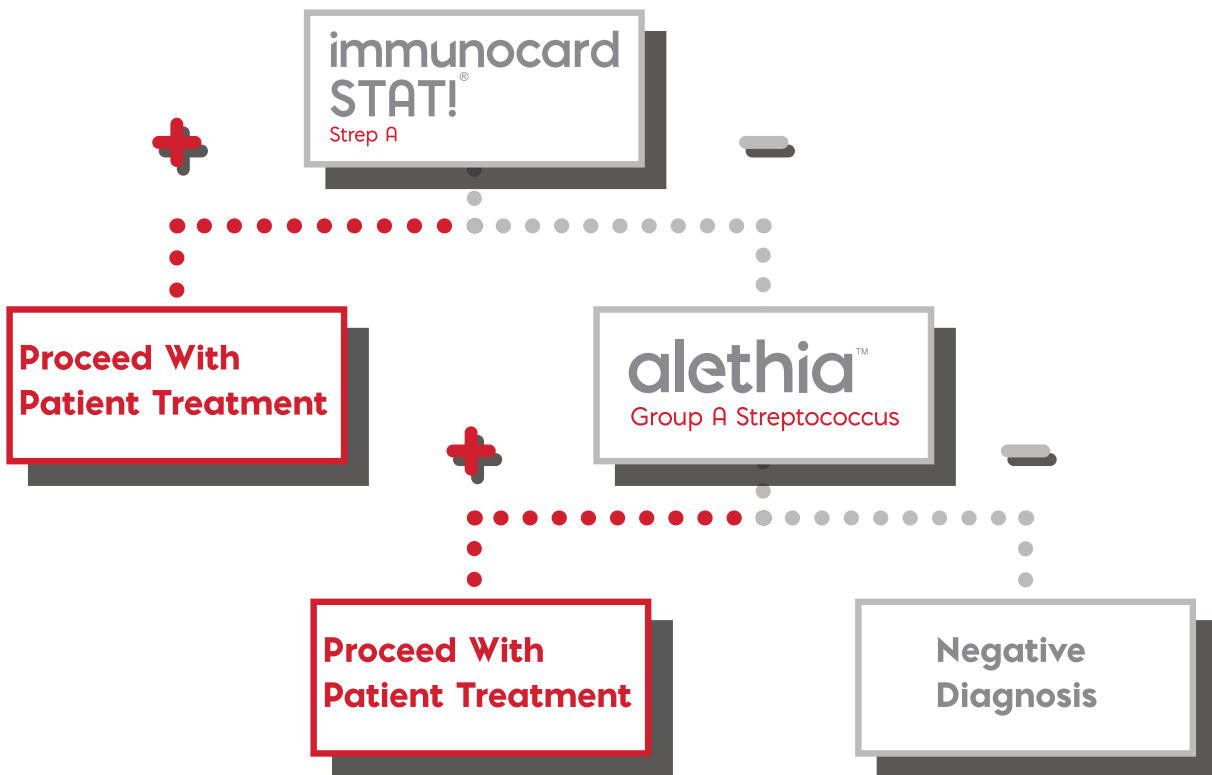 immunocard
STAT!®
Strep A
Proceed With
Patient Treatment
alethia™
Group A Streptococcus
Proceed With
Patient Treatment
Negative
Diagnosis